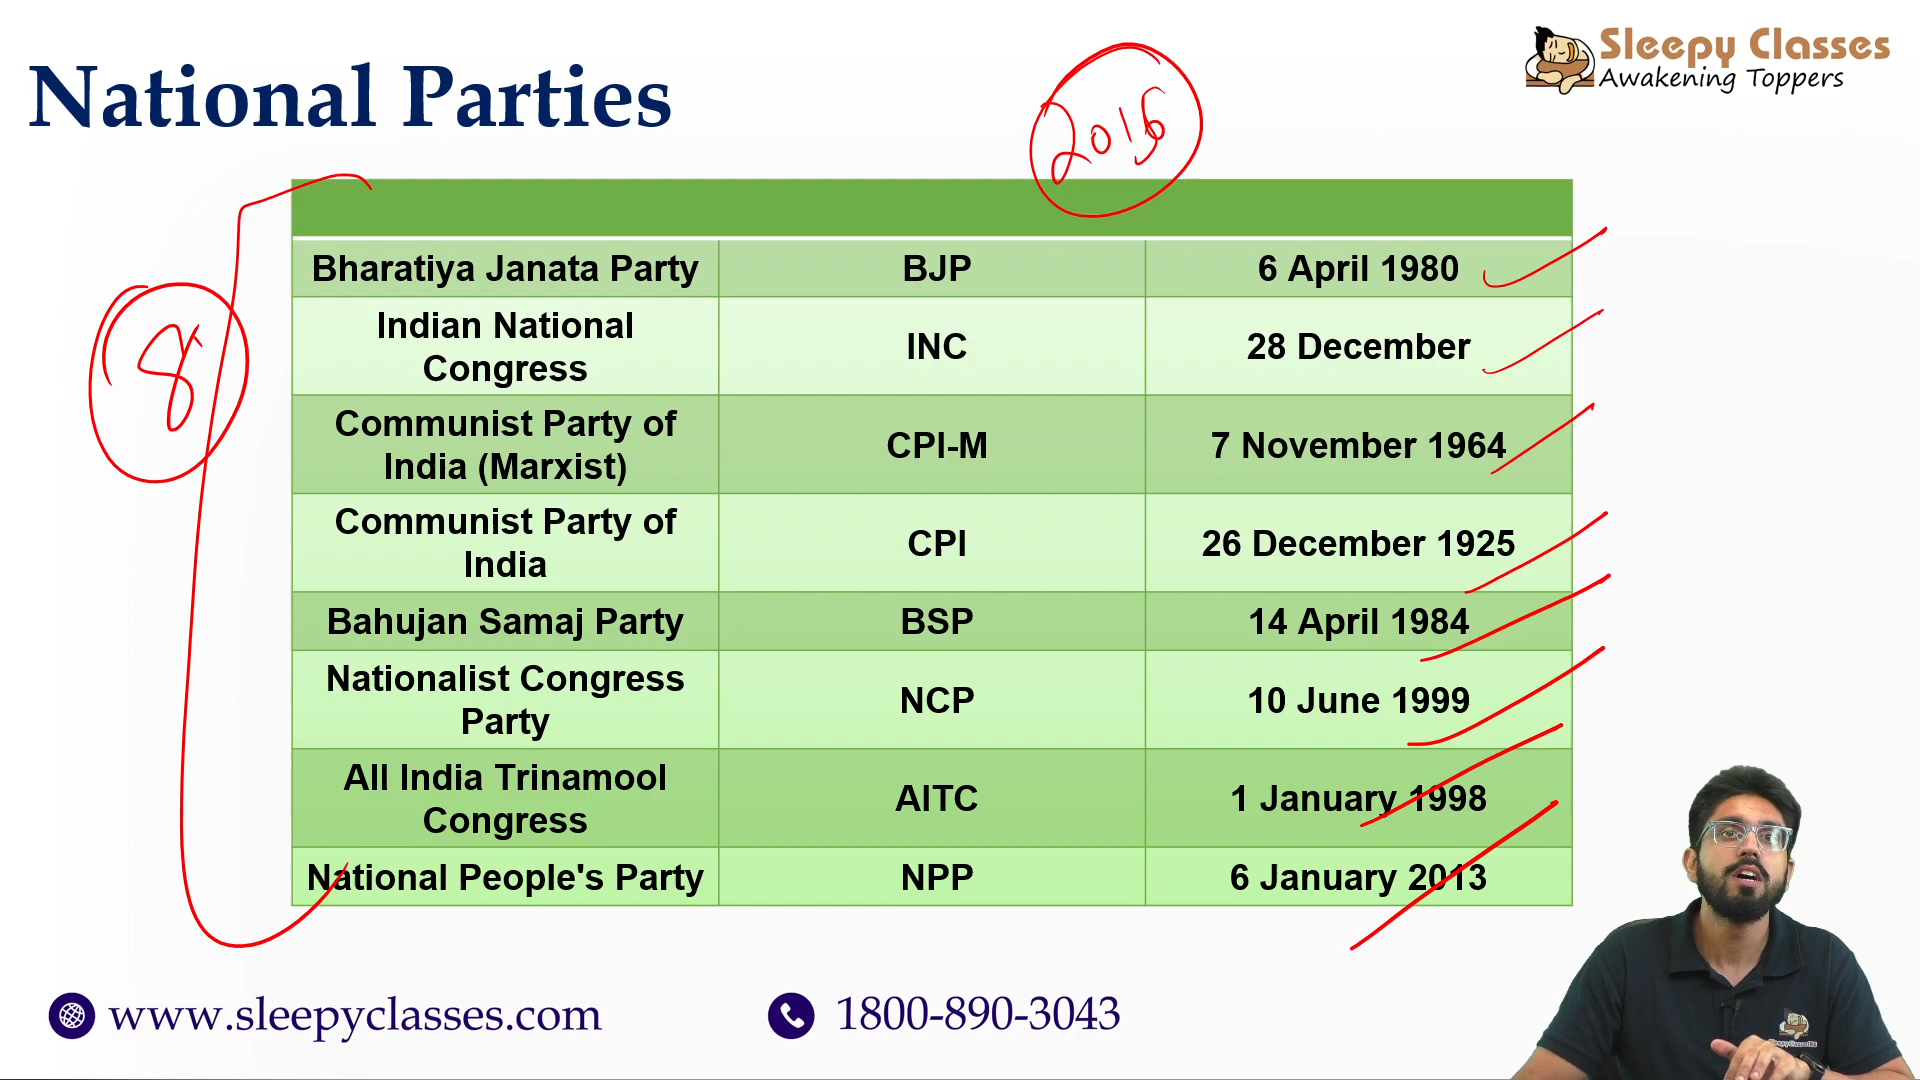 Sleepy Classes
Awakening Toppers
National Parties
2016
8
Bharatiya Janata Party BJP 6 April 1980
Indian National
Congress
INC 28 December
Communist Party of
India (Marxist)
CPI-M 7 November 1964
Communist Party of
India
CPI 26 December 1925
Bahujan Samaj Party BSP 14 April 1984
Nationalist Congress
Party
NCP 10 June 1999
All India Trinamool
Congress
AITC 1 January 1998
National People's Party NPP 6 January 2013
www.sleepyclasses.com
1800-890-3043